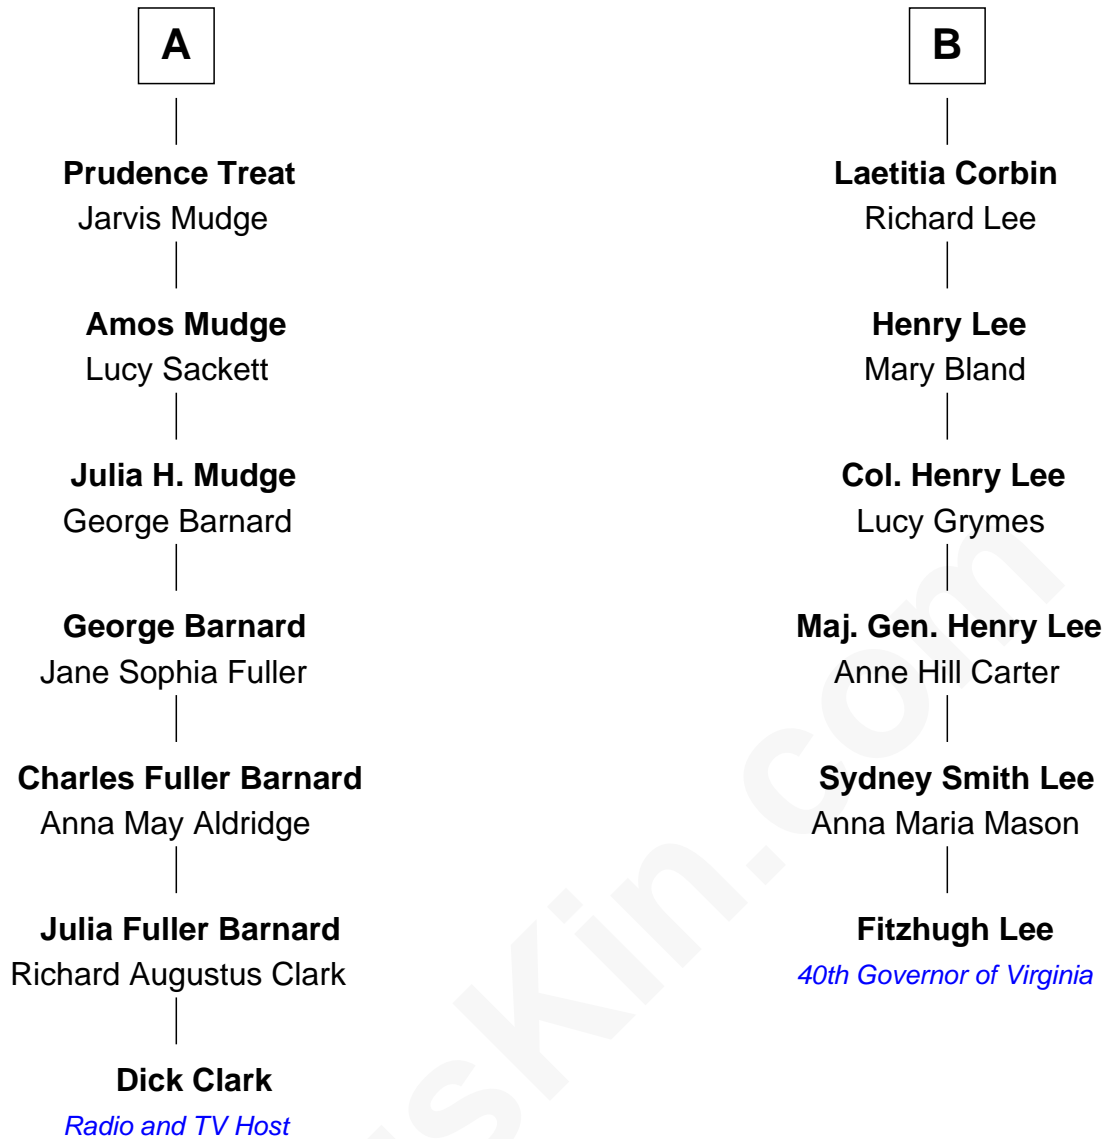 A
Prudence Treat
Jarvis Mudge
Amos Mudge
Lucy Sackett
Julia H. Mudge
George Barnard
George Barnard
Jane Sophia Fuller
Charles Fuller Barnard
Anna May Aldridge
Julia Fuller Barnard
Richard Augustus Clark
Dick Clark
Radio and TV Host
B
Laetitia Corbin
Richard Lee
Henry Lee
Mary Bland
Col. Henry Lee
Lucy Grymes
Maj. Gen. Henry Lee
Anne Hill Carter
Sydney Smith Lee
Anna Maria Mason
Fitzhugh Lee
40th Governor of Virginia